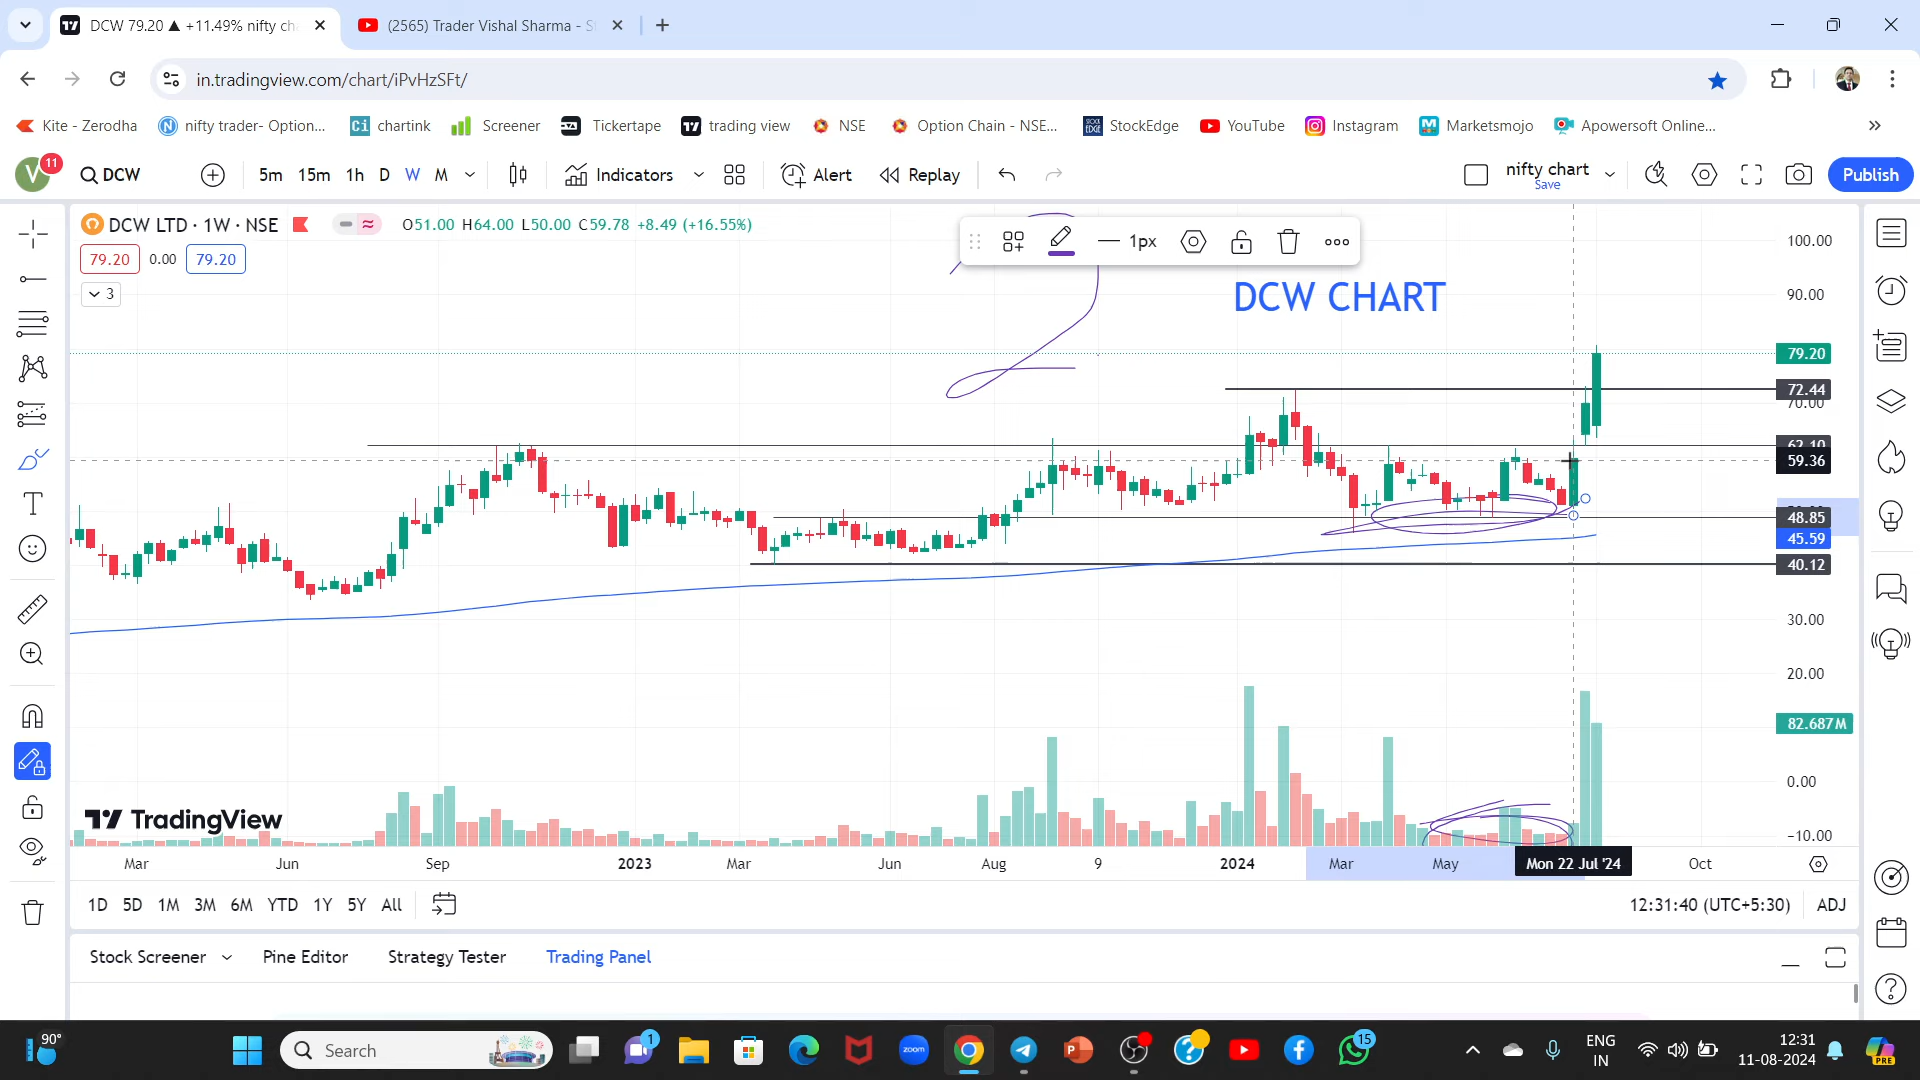 DCW 79.20 ▲ +11.49% nifty ch
(2565) Trader Vishal Sharma - S
in.tradingview.com/chart/iPvHzSFt/
Kite - Zerodha
nifty trader- Option...
chartink
Screener
Tickertape
trading view
NSE
Option Chain - NSE...
StockEdge
YouTube
Instagram
Marketsmojo
Apowersoft Online...
V 11
DCW
5m 15m 1h D W M
Indicators
Alert
Replay
nifty chart
Save
Publish
DCW LTD · 1W · NSE
O51.00 H64.00 L50.00 C59.78 +8.49 (+16.55%)
79.20 0.00 79.20
3
1px
DCW CHART
100.00
90.00
79.20
72.44
70.00
62.10
59.36
48.85
45.59
40.12
30.00
20.00
82.687M
0.00
-10.00
TradingView
Mar Jun Sep 2023 Mar Jun Aug 9 2024 Mar May Mon 22 Jul '24 Oct
1D 5D 1M 3M 6M YTD 1Y 5Y All
12:31:40 (UTC+5:30) ADJ
Stock Screener
Pine Editor
Strategy Tester
Trading Panel
90°
Search
1
zoom
15
ENG
IN
12:31
11-08-2024
PRE